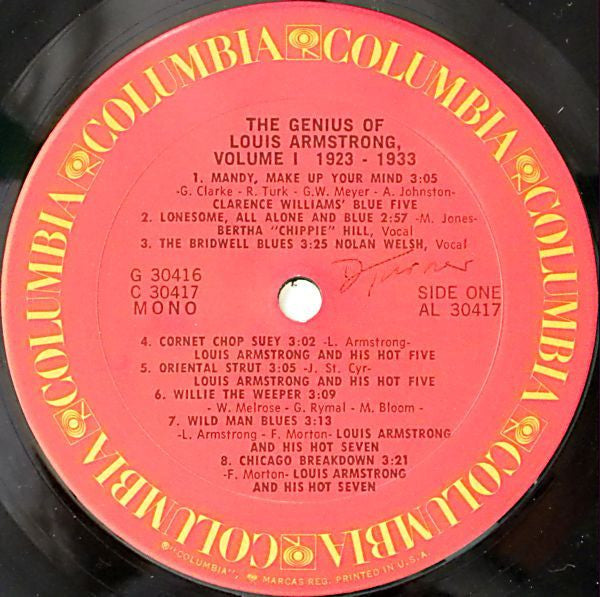 COLUMBIA COLUMBIA COLUMBIA COLUMBIA COLUMBIA COLUMBIA COLUMBIA COLUMBIA
THE GENIUS OF
LOUIS ARMSTRONG,
VOLUME I 1923 - 1933
1. MANDY, MAKE UP YOUR MIND 3:05
-G. Clarke - R. Turk - G.W. Meyer - A. Johnston-
CLARENCE WILLIAMS' BLUE FIVE
2. LONESOME, ALL ALONE AND BLUE 2:57 -M. Jones-
BERTHA "CHIPPIE" HILL, Vocal
3. THE BRIDWELL BLUES 3:25 NOLAN WELSH, Vocal
D Turner
G 30416
C 30417
MONO
SIDE ONE
AL 30417
4. CORNET CHOP SUEY 3:02 -L. Armstrong-
LOUIS ARMSTRONG AND HIS HOT FIVE
5. ORIENTAL STRUT 3:05 -J. St. Cyr-
LOUIS ARMSTRONG AND HIS HOT FIVE
6. WILLIE THE WEEPER 3:09
- W. Melrose - G. Rymal - M. Bloom -
7. WILD MAN BLUES 3:13
-L. Armstrong - F. Morton- LOUIS ARMSTRONG
AND HIS HOT SEVEN
8. CHICAGO BREAKDOWN 3:21
-F. Morton- LOUIS ARMSTRONG
AND HIS HOT SEVEN
℗ "COLUMBIA", MARCAS REG. PRINTED IN U.S.A.